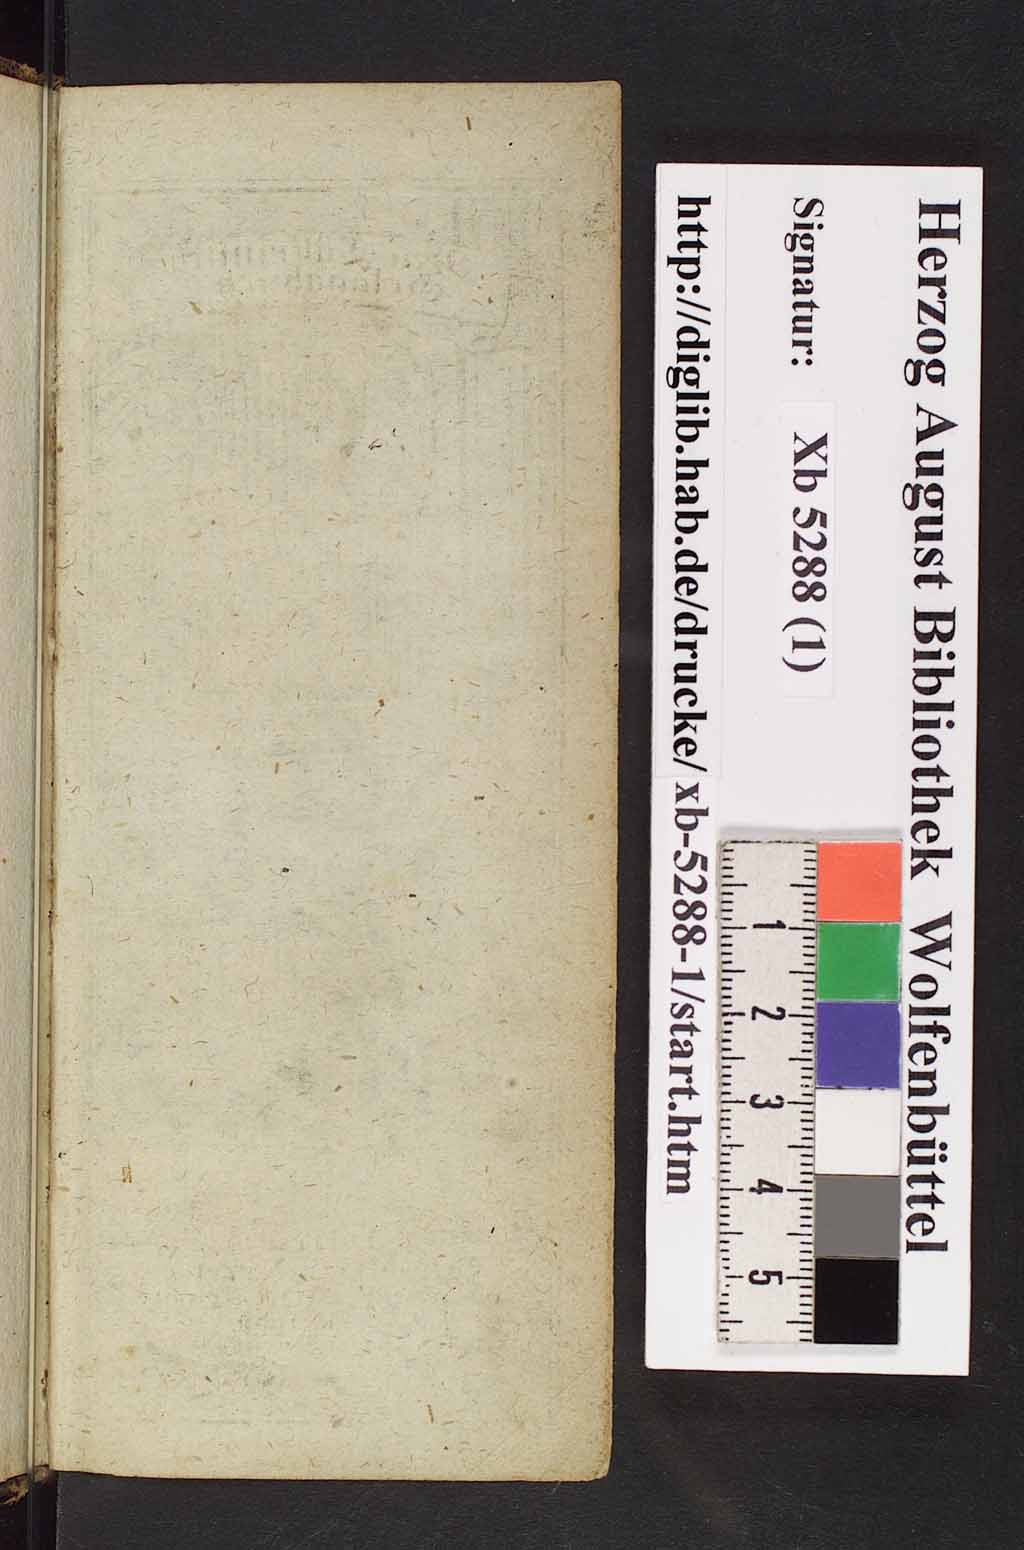 Herzog August Bibliothek Wolfenbüttel
Signatur: Xb 5288 (1)
http://diglib.hab.de/drucke/xb-5288-1/start.htm
1 2 3 4 5